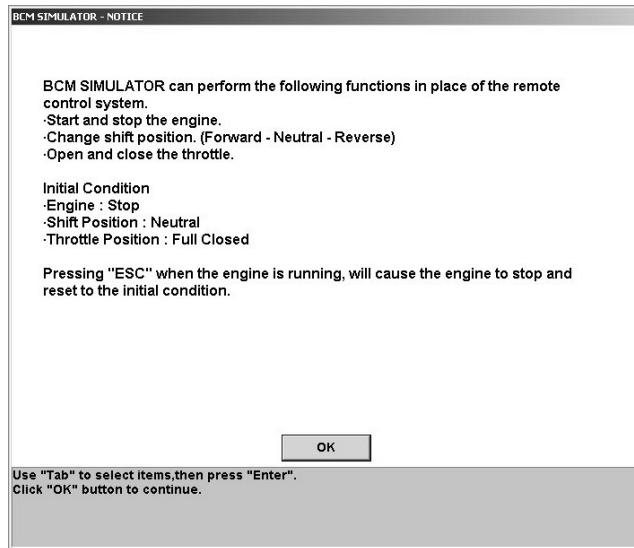 BCM SIMULATOR - NOTICE
BCM SIMULATOR can perform the following functions in place of the remote
control system.
·Start and stop the engine.
·Change shift position. (Forward - Neutral - Reverse)
·Open and close the throttle.
Initial Condition
·Engine : Stop
·Shift Position : Neutral
·Throttle Position : Full Closed
Pressing "ESC" when the engine is running, will cause the engine to stop and
reset to the initial condition.
OK
Use "Tab" to select items,then press "Enter".
Click "OK" button to continue.